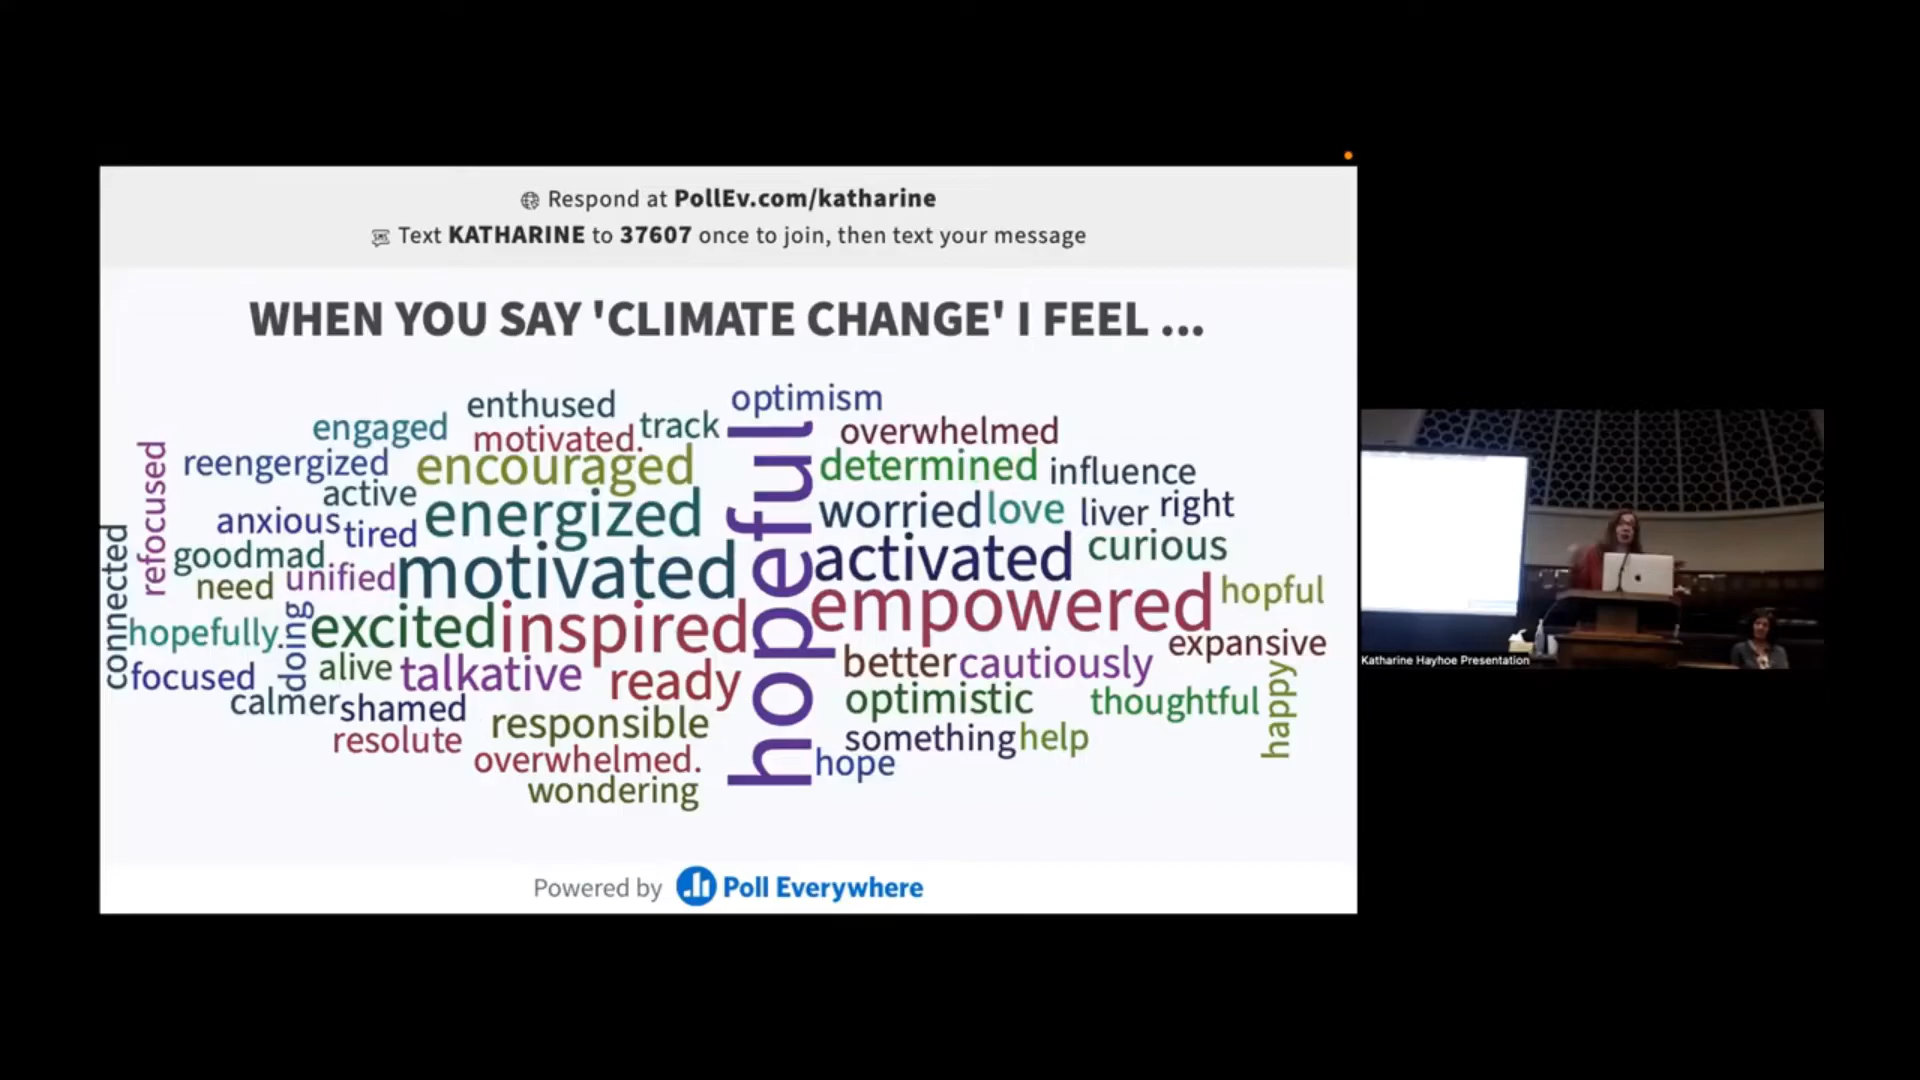 Respond at PollEv.com/katharine
Text KATHARINE to 37607 once to join, then text your message
WHEN YOU SAY 'CLIMATE CHANGE' I FEEL ...
enthused
optimism
engaged
motivated.
track
overwhelmed
refocused
reengergized
encouraged
determined
influence
active
energized
worried
love
liver
right
anxious
tired
connected
goodmad
motivated
hopeful
activated
curious
need
unified
empowered
hopful
hopefully.
doing
excited
inspired
expansive
focused
alive
talkative
ready
better
cautiously
calmer
shamed
responsible
optimistic
thoughtful
happy
resolute
overwhelmed.
something
help
wondering
hope
Powered by Poll Everywhere
Katharine Hayhoe Presentation